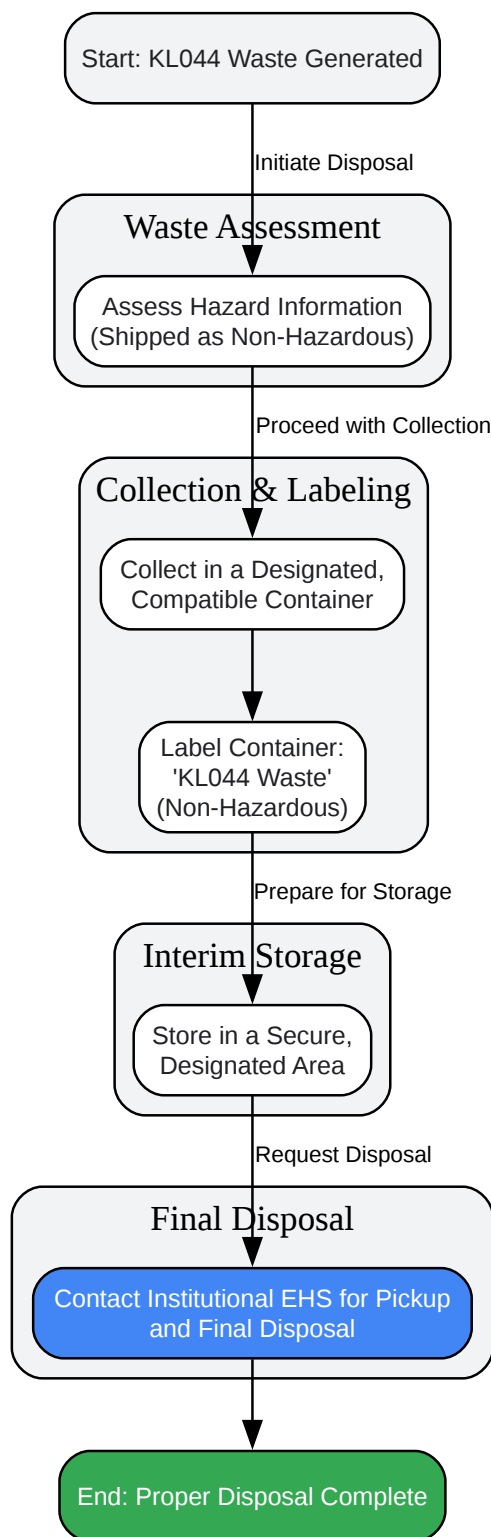 Start: KL044 Waste Generated
Initiate Disposal
Waste Assessment
Assess Hazard Information
(Shipped as Non-Hazardous)
Proceed with Collection
Collection & Labeling
Collect in a Designated,
Compatible Container
Label Container:
'KL044 Waste'
(Non-Hazardous)
Prepare for Storage
Interim Storage
Store in a Secure,
Designated Area
Request Disposal
Final Disposal
Contact Institutional EHS for Pickup
and Final Disposal
End: Proper Disposal Complete